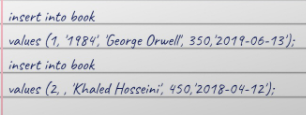 insert into book
values (1, '1984', 'George Orwell', 350,'2019-06-13');
insert into book
values (2, , 'Khaled Hosseini', 450,'2018-04-12');